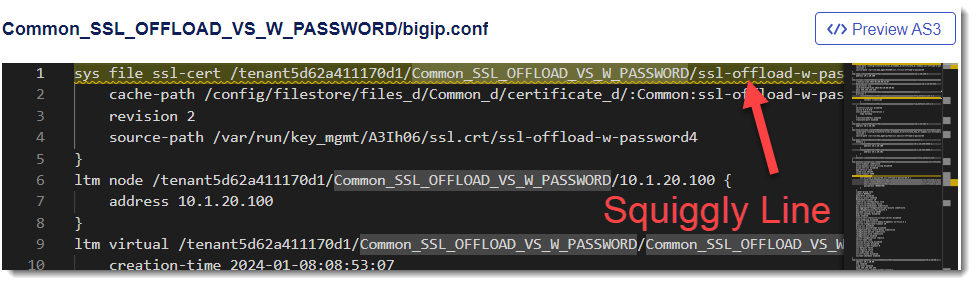 Common_SSL_OFFLOAD_VS_W_PASSWORD/bigip.conf
</> Preview AS3
1 sys file ssl-cert /tenant5d62a411170d1/Common_SSL_OFFLOAD_VS_W_PASSWORD/ssl-offload-w-pas
2 cache-path /config/filestore/files_d/Common_d/certificate_d/:Common:ssl-offload-w-pas
3 revision 2
4 source-path /var/run/key_mgmt/A3Ih06/ssl.crt/ssl-offload-w-password4
5 }
6 ltm node /tenant5d62a411170d1/Common_SSL_OFFLOAD_VS_W_PASSWORD/10.1.20.100 {
7 address 10.1.20.100
8 }
9 ltm virtual /tenant5d62a411170d1/Common_SSL_OFFLOAD_VS_W_PASSWORD/Common_SSL_OFFLOAD_VS_W
10 creation-time 2024-01-08:08:53:07
Squiggly Line